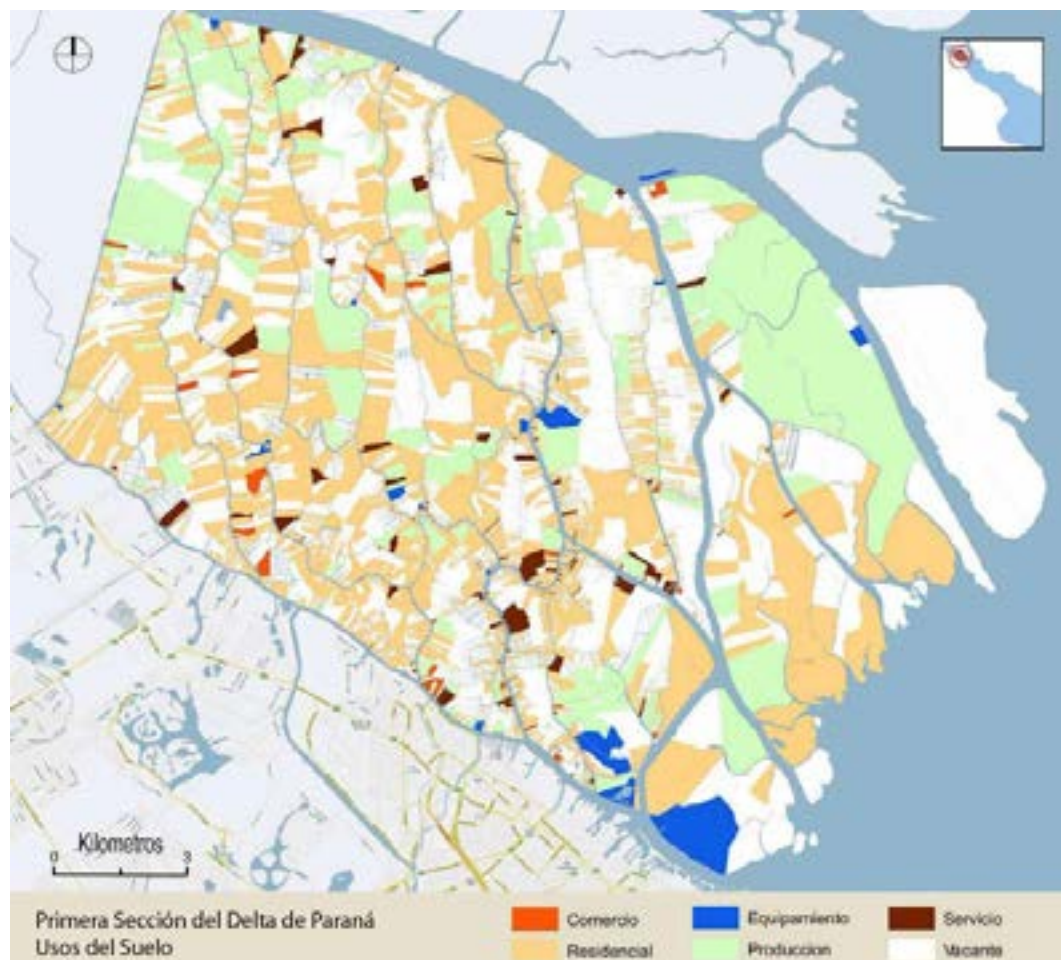 Kilometros
0 3
Primera Sección del Delta de Paraná
Usos del Suelo
Comercio
Equipamiento
Servicio
Residencial
Produccion
Vacante